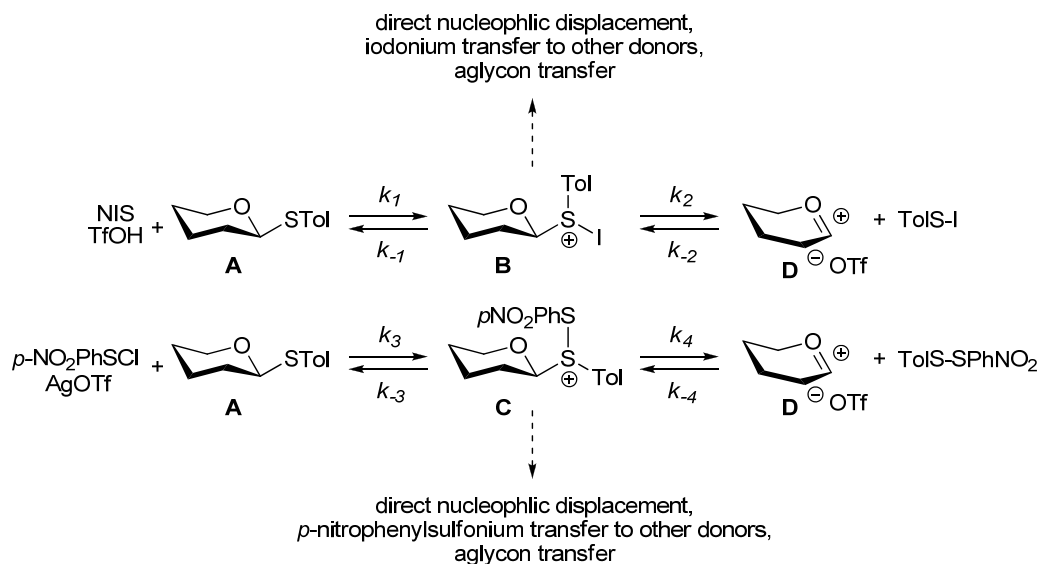 direct nucleophlic displacement,
iodonium transfer to other donors,
aglycon transfer
NIS
TfOH
+
O
STol
A
k1
k-1
Tol
O
S
⊕
I
B
k2
k-2
O
⊕
⊖
OTf
D
+ TolS-I
p-NO2PhSCl
AgOTf
+
O
STol
A
k3
k-3
pNO2PhS
O
S
⊕
Tol
C
k4
k-4
O
⊕
⊖
OTf
D
+ TolS-SPhNO2
direct nucleophlic displacement,
p-nitrophenylsulfonium transfer to other donors,
aglycon transfer